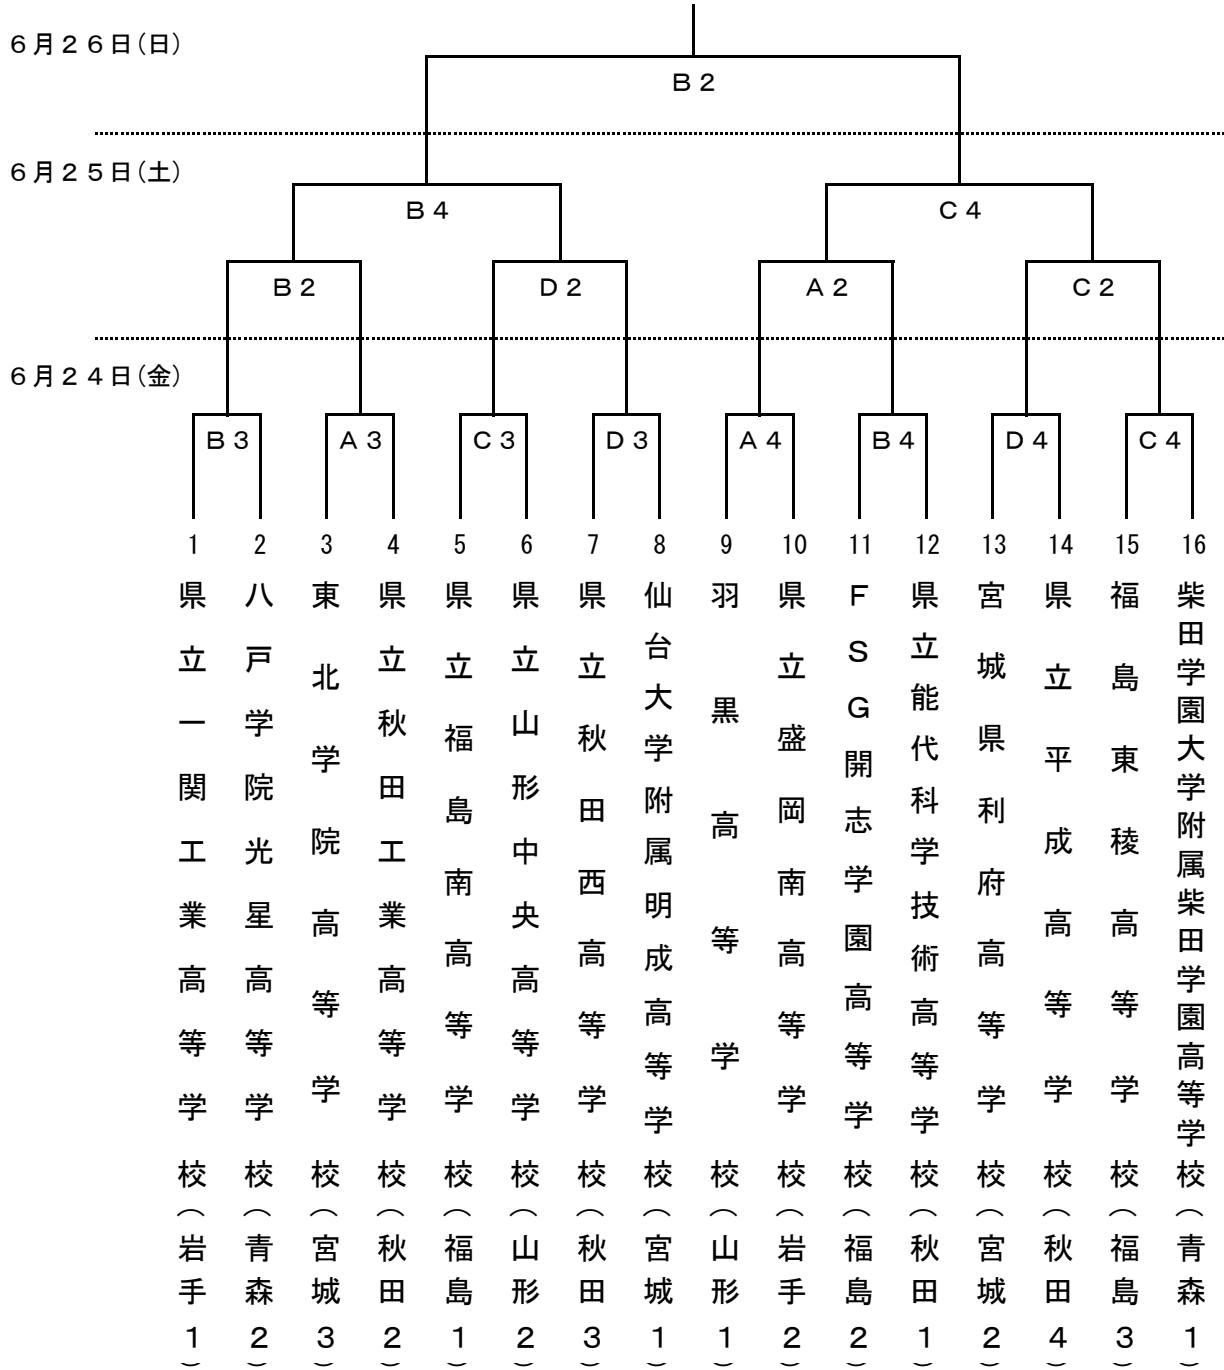 ６月２６日(日)
Ｂ２
６月２５日(土)
Ｂ４
Ｃ４
Ｂ２
Ｄ２
Ａ２
Ｃ２
６月２４日(金)
Ｂ３
Ａ３
Ｃ３
Ｄ３
Ａ４
Ｂ４
Ｄ４
Ｃ４
1
県立一関工業高等学校(岩手１)
2
八戸学院光星高等学校(青森２)
3
東北学院高等学校(宮城３)
4
県立秋田工業高等学校(秋田２)
5
県立福島南高等学校(福島１)
6
県立山形中央高等学校(山形２)
7
県立秋田西高等学校(秋田３)
8
仙台大学附属明成高等学校(宮城１)
9
羽黒高等学校(山形１)
10
県立盛岡南高等学校(岩手２)
11
ＦＳＧ開志学園高等学校(福島２)
12
県立能代科学技術高等学校(秋田１)
13
宮城県利府高等学校(宮城２)
14
県立平成高等学校(秋田４)
15
福島東稜高等学校(福島３)
16
柴田学園大学附属柴田学園高等学校(青森１)